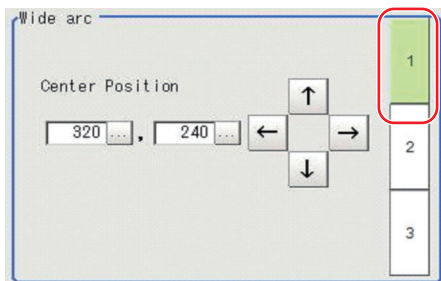 Wide arc
1
Center Position
↑
320 ... , 240 ... ← →
2
↓
3